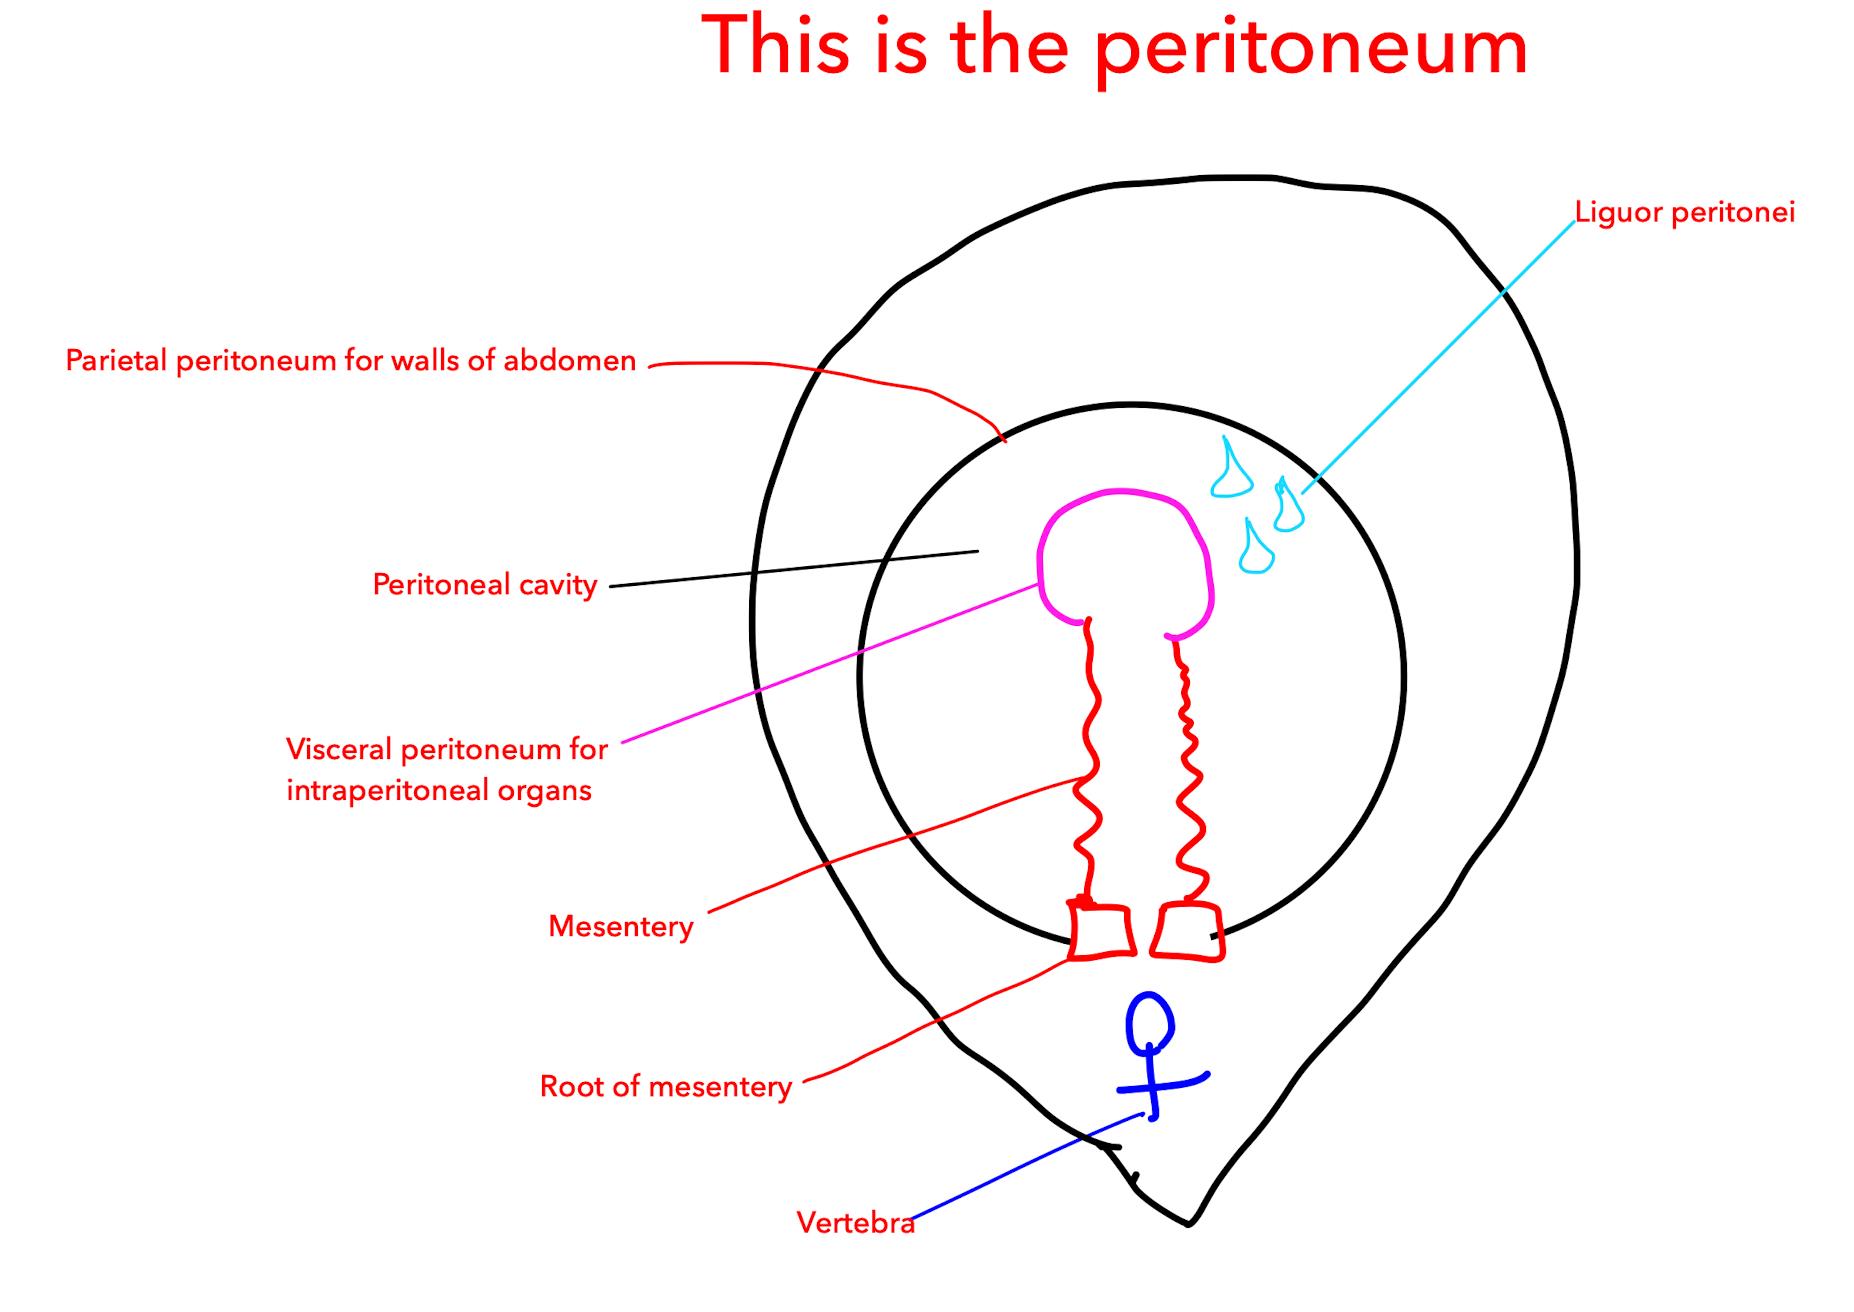 This is the peritoneum
Liguor peritonei
Parietal peritoneum for walls of abdomen
Peritoneal cavity
Visceral peritoneum for
intraperitoneal organs
Mesentery
Root of mesentery
Vertebra